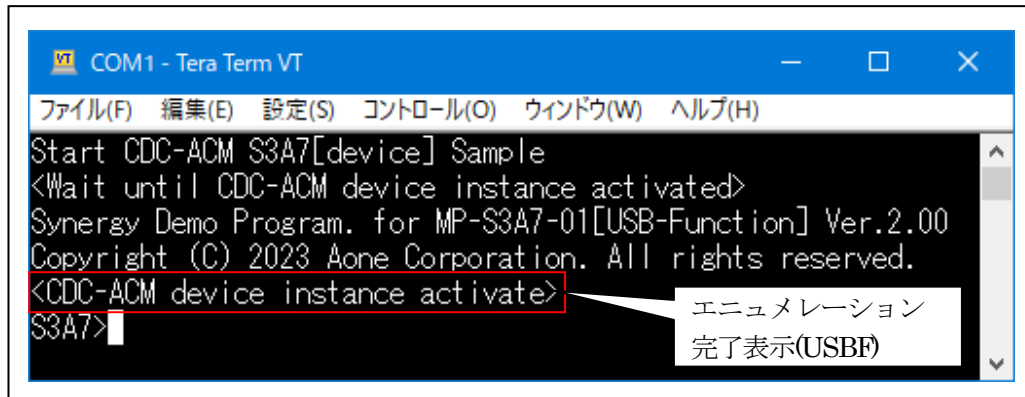 COM1 - Tera Term VT
ファイル(F) 編集(E) 設定(S) コントロール(O) ウィンドウ(W) ヘルプ(H)
Start CDC-ACM S3A7[device] Sample
<Wait until CDC-ACM device instance activated>
Synergy Demo Program. for MP-S3A7-01[USB-Function] Ver.2.00
Copyright (C) 2023 Aone Corporation. All rights reserved.
<CDC-ACM device instance activate>
S3A7>
エニュメレーション
完了表示(USBF)